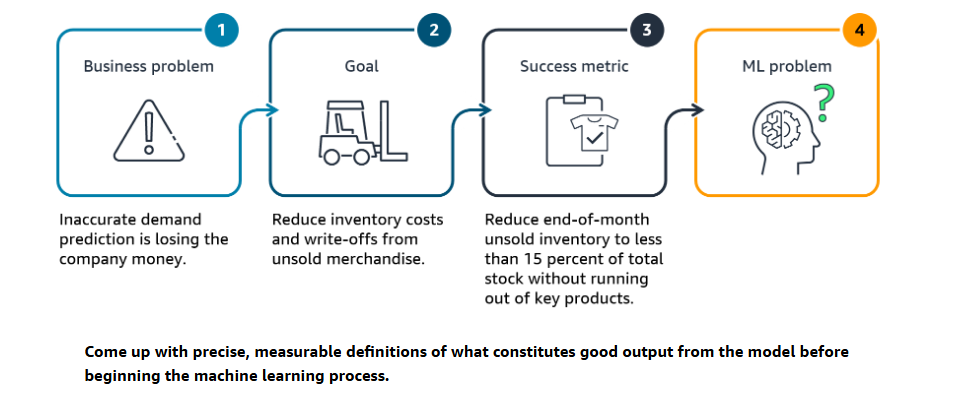 1
Business problem
2
Goal
3
Success metric
4
ML problem
?
Inaccurate demand
prediction is losing the
company money.
Reduce inventory costs
and write-offs from
unsold merchandise.
Reduce end-of-month
unsold inventory to less
than 15 percent of total
stock without running
out of key products.
Come up with precise, measurable definitions of what constitutes good output from the model before
beginning the machine learning process.